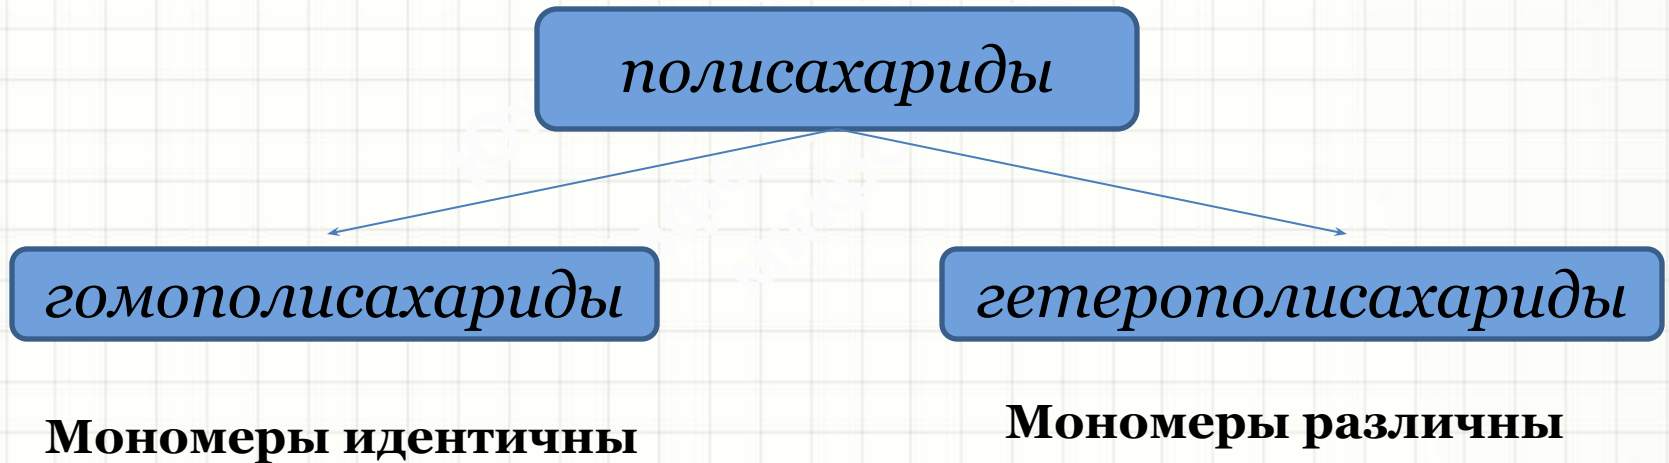 полисахариды
гомополисахариды
гетерополисахариды
Мономеры идентичны
Мономеры различны